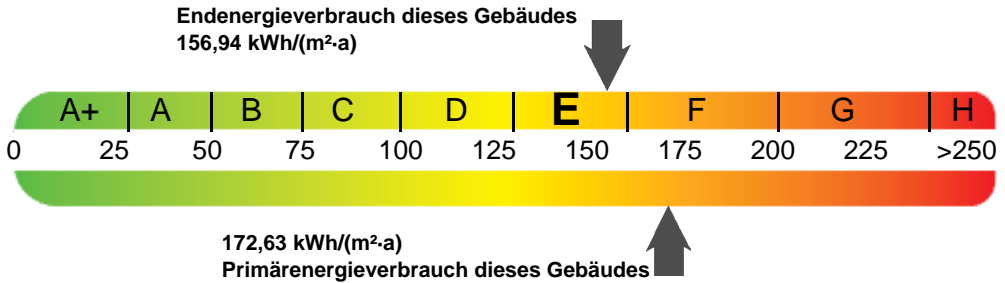 Endenergieverbrauch dieses Gebäudes
156,94 kWh/(m²·a)
A+ A B C D E F G H
0 25 50 75 100 125 150 175 200 225 >250
172,63 kWh/(m²·a)
Primärenergieverbrauch dieses Gebäudes